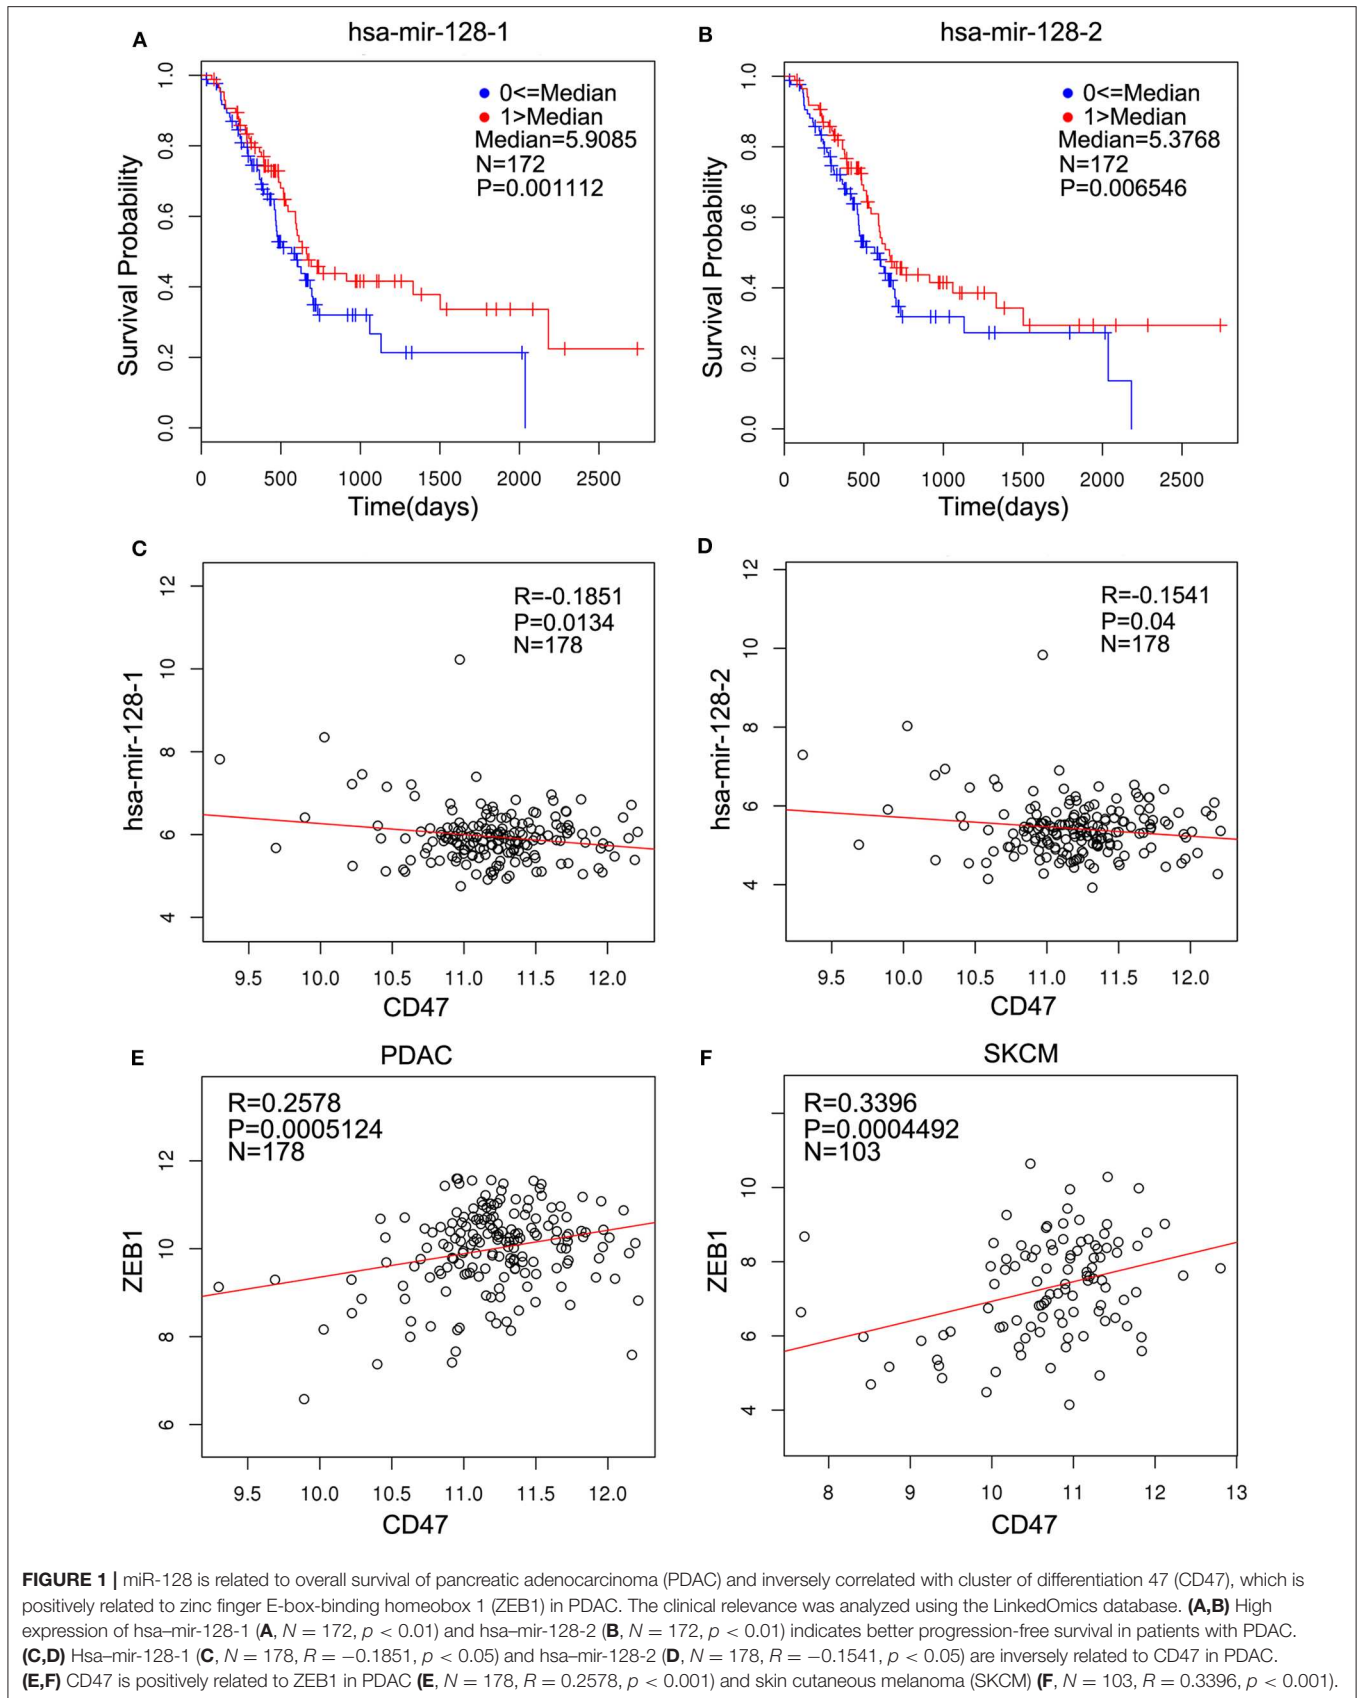 A
hsa-mir-128-1
0<=Median
1>Median
Median=5.9085
N=172
P=0.001112
Survival Probability
1.0
0.8
0.6
0.4
0.2
0.0
0 500 1000 1500 2000 2500
Time(days)
B
hsa-mir-128-2
0<=Median
1>Median
Median=5.3768
N=172
P=0.006546
Survival Probability
1.0
0.8
0.6
0.4
0.2
0.0
0 500 1000 1500 2000 2500
Time(days)
C
R=-0.1851
P=0.0134
N=178
hsa-mir-128-1
12
10
8
6
4
9.5 10.0 10.5 11.0 11.5 12.0
CD47
D
R=-0.1541
P=0.04
N=178
hsa-mir-128-2
12
10
8
6
4
9.5 10.0 10.5 11.0 11.5 12.0
CD47
E
PDAC
R=0.2578
P=0.0005124
N=178
ZEB1
12
10
8
6
9.5 10.0 10.5 11.0 11.5 12.0
CD47
F
SKCM
R=0.3396
P=0.0004492
N=103
ZEB1
10
8
6
4
8 9 10 11 12 13
CD47
FIGURE 1 | miR-128 is related to overall survival of pancreatic adenocarcinoma (PDAC) and inversely correlated with cluster of differentiation 47 (CD47), which is
positively related to zinc finger E-box-binding homeobox 1 (ZEB1) in PDAC. The clinical relevance was analyzed using the LinkedOmics database. (A,B) High
expression of hsa–mir-128-1 (A, N = 172, p < 0.01) and hsa–mir-128-2 (B, N = 172, p < 0.01) indicates better progression-free survival in patients with PDAC.
(C,D) Hsa–mir-128-1 (C, N = 178, R = −0.1851, p < 0.05) and hsa–mir-128-2 (D, N = 178, R = −0.1541, p < 0.05) are inversely related to CD47 in PDAC.
(E,F) CD47 is positively related to ZEB1 in PDAC (E, N = 178, R = 0.2578, p < 0.001) and skin cutaneous melanoma (SKCM) (F, N = 103, R = 0.3396, p < 0.001).